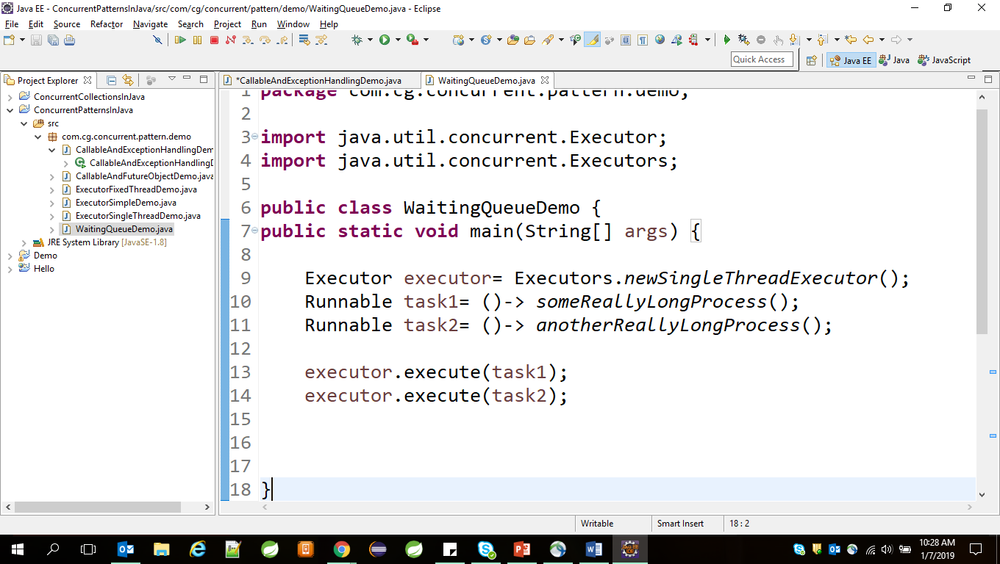 Java EE - ConcurrentPatternsInJava/src/com/cg/concurrent/pattern/demo/WaitingQueueDemo.java - Eclipse
File Edit Source Refactor Navigate Search Project Run Window Help
Quick Access
Java EE
Java
JavaScript
Project Explorer
*CallableAndExceptionHandlingDemo.java
WaitingQueueDemo.java
ConcurrentCollectionsInJava
ConcurrentPatternsInJava
src
com.cg.concurrent.pattern.demo
CallableAndExceptionHandlingDem
CallableAndExceptionHandlingD
CallableAndFutureObjectDemo.java
ExecutorFixedThreadDemo.java
ExecutorSimpleDemo.java
ExecutorSingleThreadDemo.java
WaitingQueueDemo.java
JRE System Library [JavaSE-1.8]
Demo
Hello
1 package com.cg.concurrent.pattern.demo;
2
3 import java.util.concurrent.Executor;
4 import java.util.concurrent.Executors;
5
6 public class WaitingQueueDemo {
7 public static void main(String[] args) {
8
9 Executor executor= Executors.newSingleThreadExecutor();
10 Runnable task1= ()-> someReallyLongProcess();
11 Runnable task2= ()-> anotherReallyLongProcess();
12
13 executor.execute(task1);
14 executor.execute(task2);
15
16
17
18 }
Writable
Smart Insert
18 : 2
10:28 AM
1/7/2019